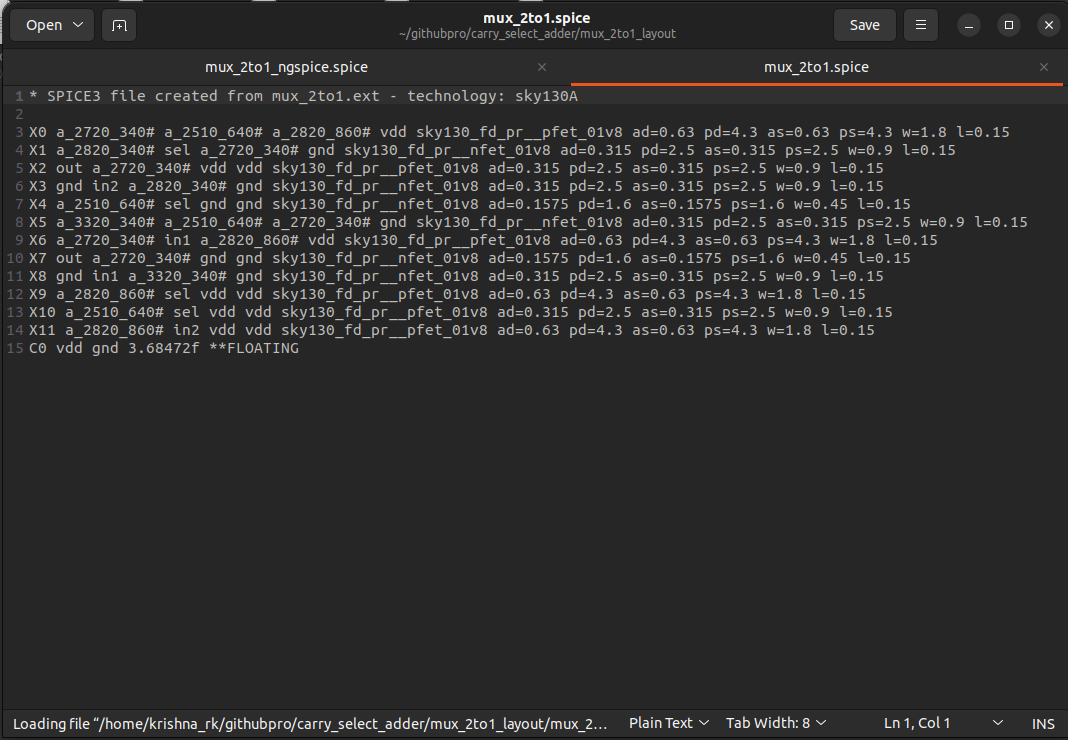 Open
mux_2to1.spice
~/githubpro/carry_select_adder/mux_2to1_layout
Save
mux_2to1_ngspice.spice
mux_2to1.spice
1 * SPICE3 file created from mux_2to1.ext - technology: sky130A
2
3 X0 a_2720_340# a_2510_640# a_2820_860# vdd sky130_fd_pr__pfet_01v8 ad=0.63 pd=4.3 as=0.63 ps=4.3 w=1.8 l=0.15
4 X1 a_2820_340# sel a_2720_340# gnd sky130_fd_pr__nfet_01v8 ad=0.315 pd=2.5 as=0.315 ps=2.5 w=0.9 l=0.15
5 X2 out a_2720_340# vdd vdd sky130_fd_pr__pfet_01v8 ad=0.315 pd=2.5 as=0.315 ps=2.5 w=0.9 l=0.15
6 X3 gnd in2 a_2820_340# gnd sky130_fd_pr__nfet_01v8 ad=0.315 pd=2.5 as=0.315 ps=2.5 w=0.9 l=0.15
7 X4 a_2510_640# sel gnd gnd sky130_fd_pr__nfet_01v8 ad=0.1575 pd=1.6 as=0.1575 ps=1.6 w=0.45 l=0.15
8 X5 a_3320_340# a_2510_640# a_2720_340# gnd sky130_fd_pr__nfet_01v8 ad=0.315 pd=2.5 as=0.315 ps=2.5 w=0.9 l=0.15
9 X6 a_2720_340# in1 a_2820_860# vdd sky130_fd_pr__pfet_01v8 ad=0.63 pd=4.3 as=0.63 ps=4.3 w=1.8 l=0.15
10 X7 out a_2720_340# gnd gnd sky130_fd_pr__nfet_01v8 ad=0.1575 pd=1.6 as=0.1575 ps=1.6 w=0.45 l=0.15
11 X8 gnd in1 a_3320_340# gnd sky130_fd_pr__nfet_01v8 ad=0.315 pd=2.5 as=0.315 ps=2.5 w=0.9 l=0.15
12 X9 a_2820_860# sel vdd vdd sky130_fd_pr__pfet_01v8 ad=0.63 pd=4.3 as=0.63 ps=4.3 w=1.8 l=0.15
13 X10 a_2510_640# sel vdd vdd sky130_fd_pr__pfet_01v8 ad=0.315 pd=2.5 as=0.315 ps=2.5 w=0.9 l=0.15
14 X11 a_2820_860# in2 vdd vdd sky130_fd_pr__pfet_01v8 ad=0.63 pd=4.3 as=0.63 ps=4.3 w=1.8 l=0.15
15 C0 vdd gnd 3.68472f **FLOATING
Loading file “/home/krishna_rk/githubpro/carry_select_adder/mux_2to1_layout/mux_2…
Plain Text
Tab Width: 8
Ln 1, Col 1
INS